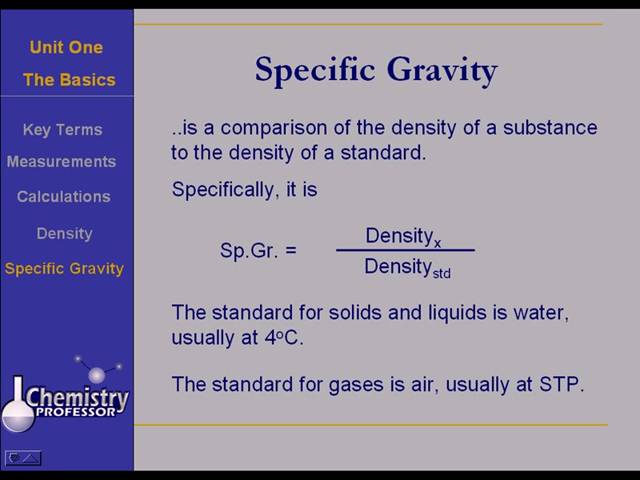 Unit One
The Basics
Key Terms
Measurements
Calculations
Density
Specific Gravity
Chemistry
PROFESSOR
Specific Gravity
..is a comparison of the density of a substance
to the density of a standard.
Specifically, it is
Sp.Gr. = Densityx / Densitystd
The standard for solids and liquids is water,
usually at 4ºC.
The standard for gases is air, usually at STP.